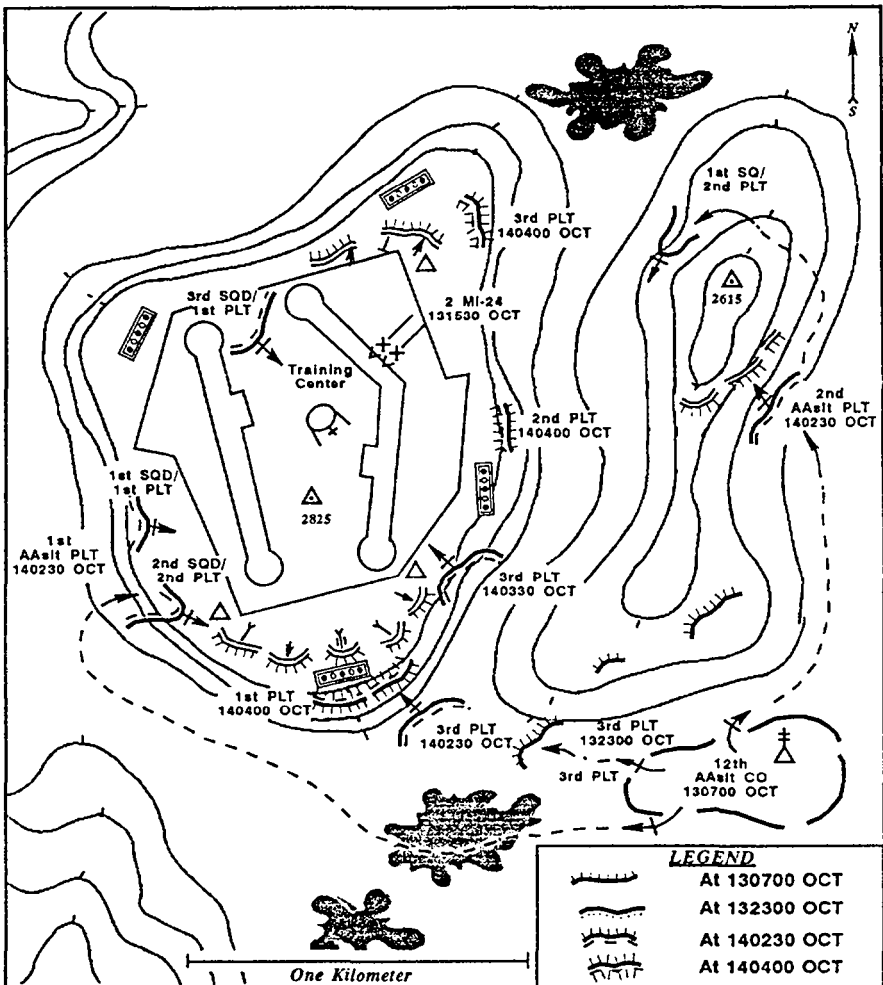 N
S
1st SQ/
2nd PLT
3rd PLT
140400 OCT
2615
3rd SQD/
1st PLT
2 MI-24
131530 OCT
Training
Center
2nd
AAslt PLT
140230 OCT
2nd PLT
140400 OCT
1st SQD/
1st PLT
2825
1st
AAslt PLT
140230 OCT
2nd SQD/
2nd PLT
3rd PLT
140330 OCT
1st PLT
140400 OCT
3rd PLT
140230 OCT
3rd PLT
132300 OCT
3rd PLT
12th
AAslt CO
130700 OCT
LEGEND
At 130700 OCT
At 132300 OCT
At 140230 OCT
At 140400 OCT
One Kilometer